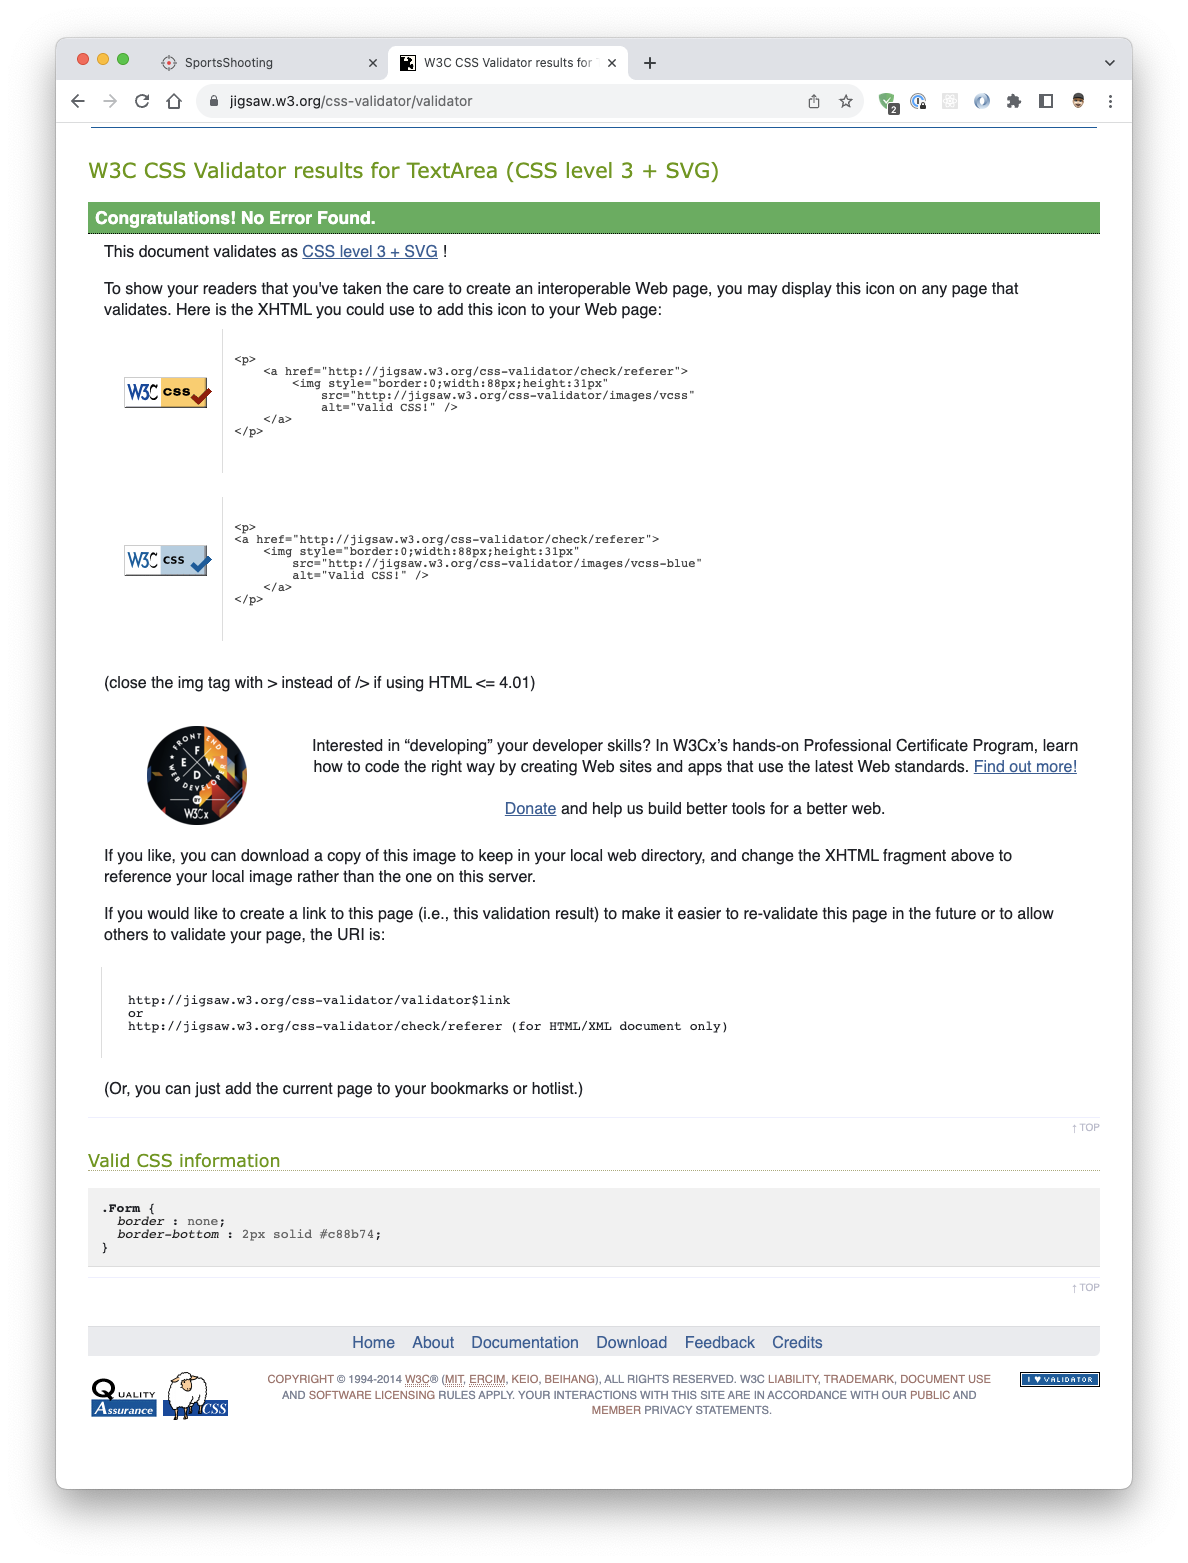 SportsShooting
W3C CSS Validator results for
jigsaw.w3.org/css-validator/validator
2
W3C CSS Validator results for TextArea (CSS level 3 + SVG)
Congratulations! No Error Found.
This document validates as CSS level 3 + SVG !
To show your readers that you've taken the care to create an interoperable Web page, you may display this icon on any page that
validates. Here is the XHTML you could use to add this icon to your Web page:
W3C css
<p>
<a href="http://jigsaw.w3.org/css-validator/check/referer">
<img style="border:0;width:88px;height:31px"
src="http://jigsaw.w3.org/css-validator/images/vcss"
alt="Valid CSS!" />
</a>
</p>
W3C css
<p>
<a href="http://jigsaw.w3.org/css-validator/check/referer">
<img style="border:0;width:88px;height:31px"
src="http://jigsaw.w3.org/css-validator/images/vcss-blue"
alt="Valid CSS!" />
</a>
</p>
(close the img tag with > instead of /> if using HTML <= 4.01)
FRONT END
F
E W
D
WEB DEVELOPER
BY
W3Cx
Interested in “developing” your developer skills? In W3Cx’s hands-on Professional Certificate Program, learn
how to code the right way by creating Web sites and apps that use the latest Web standards. Find out more!
Donate and help us build better tools for a better web.
If you like, you can download a copy of this image to keep in your local web directory, and change the XHTML fragment above to
reference your local image rather than the one on this server.
If you would like to create a link to this page (i.e., this validation result) to make it easier to re-validate this page in the future or to allow
others to validate your page, the URI is:
http://jigsaw.w3.org/css-validator/validator$link
or
http://jigsaw.w3.org/css-validator/check/referer (for HTML/XML document only)
(Or, you can just add the current page to your bookmarks or hotlist.)
↑ TOP
Valid CSS information
.Form {
border : none;
border-bottom : 2px solid #c88b74;
}
↑ TOP
Home About Documentation Download Feedback Credits
QUALITY
Assurance
CSS
COPYRIGHT © 1994-2014 W3C® (MIT, ERCIM, KEIO, BEIHANG), ALL RIGHTS RESERVED. W3C LIABILITY, TRADEMARK, DOCUMENT USE
AND SOFTWARE LICENSING RULES APPLY. YOUR INTERACTIONS WITH THIS SITE ARE IN ACCORDANCE WITH OUR PUBLIC AND
MEMBER PRIVACY STATEMENTS.
I ♥ VALIDATOR